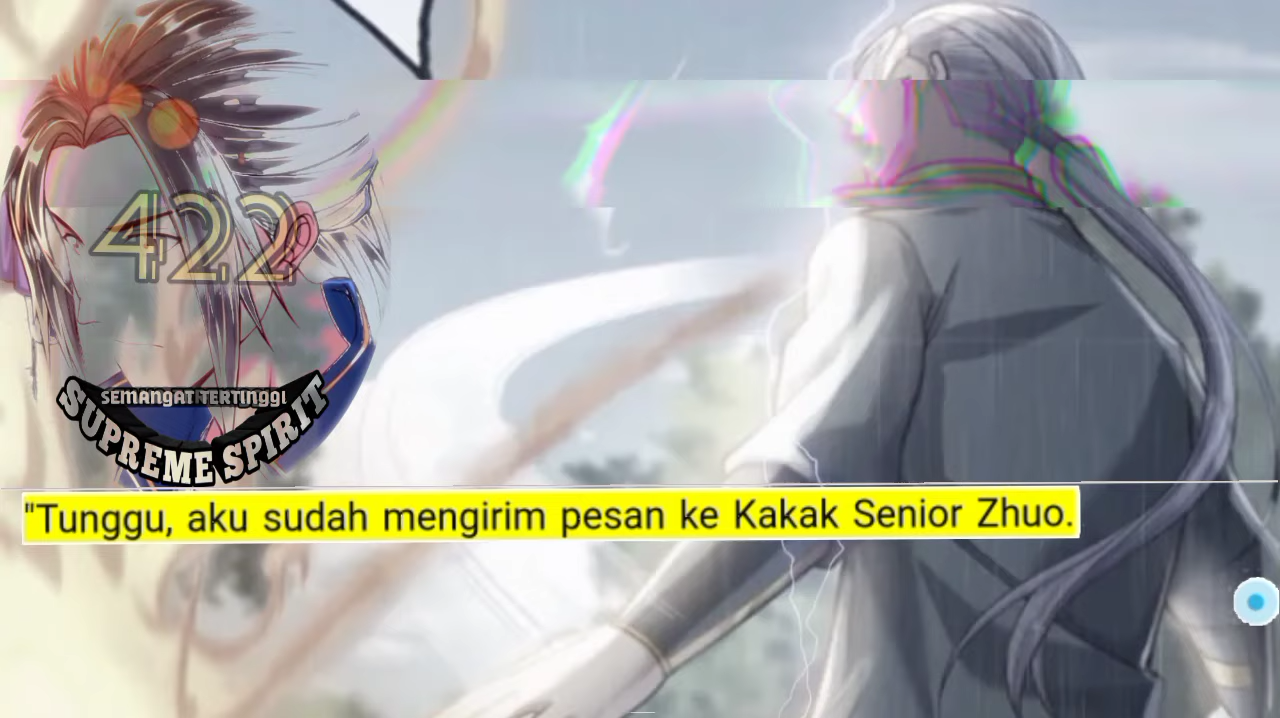 422
SEMANGAT TERTINGGI
SUPREME SPIRIT
"Tunggu, aku sudah mengirim pesan ke Kakak Senior Zhuo.